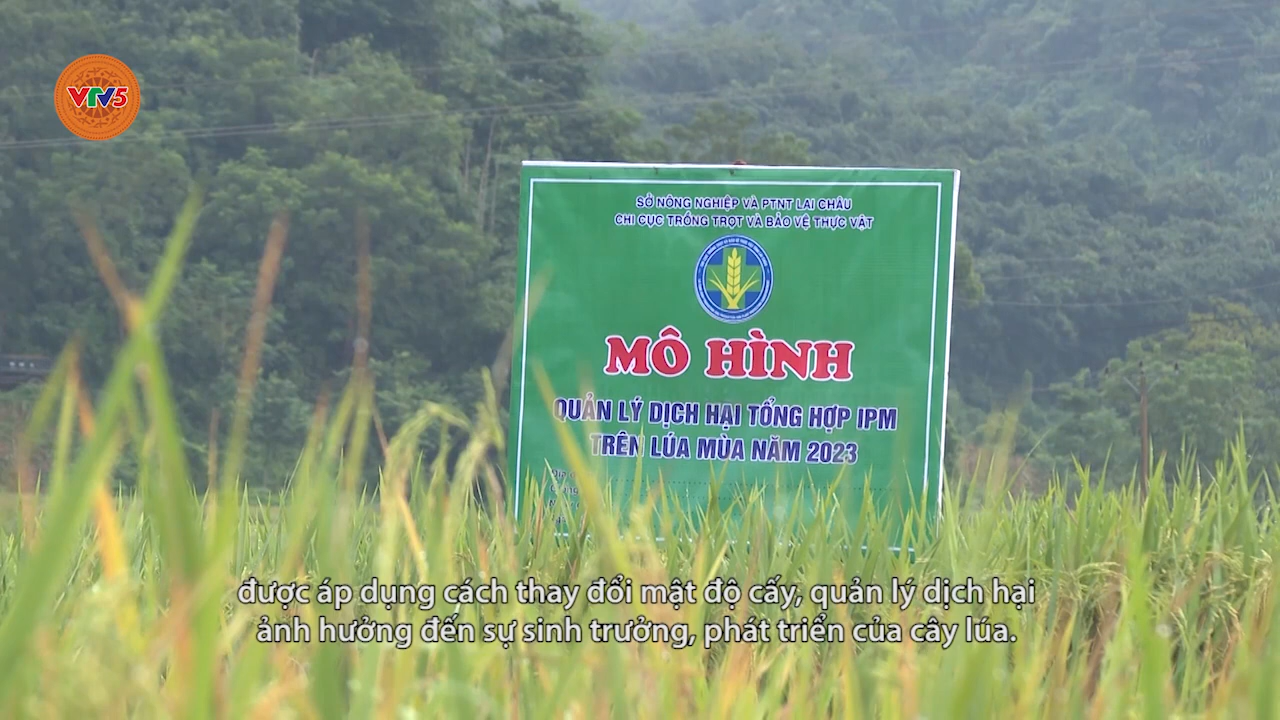 VTV5
SỞ NÔNG NGHIỆP VÀ PTNT LAI CHÂU
CHI CỤC TRỒNG TRỌT VÀ BẢO VỆ THỰC VẬT
MÔ HÌNH
QUẢN LÝ DỊCH HẠI TỔNG HỢP IPM
TRÊN LÚA MÙA NĂM 2023
được áp dụng cách thay đổi mật độ cấy, quản lý dịch hại
ảnh hưởng đến sự sinh trưởng, phát triển của cây lúa.